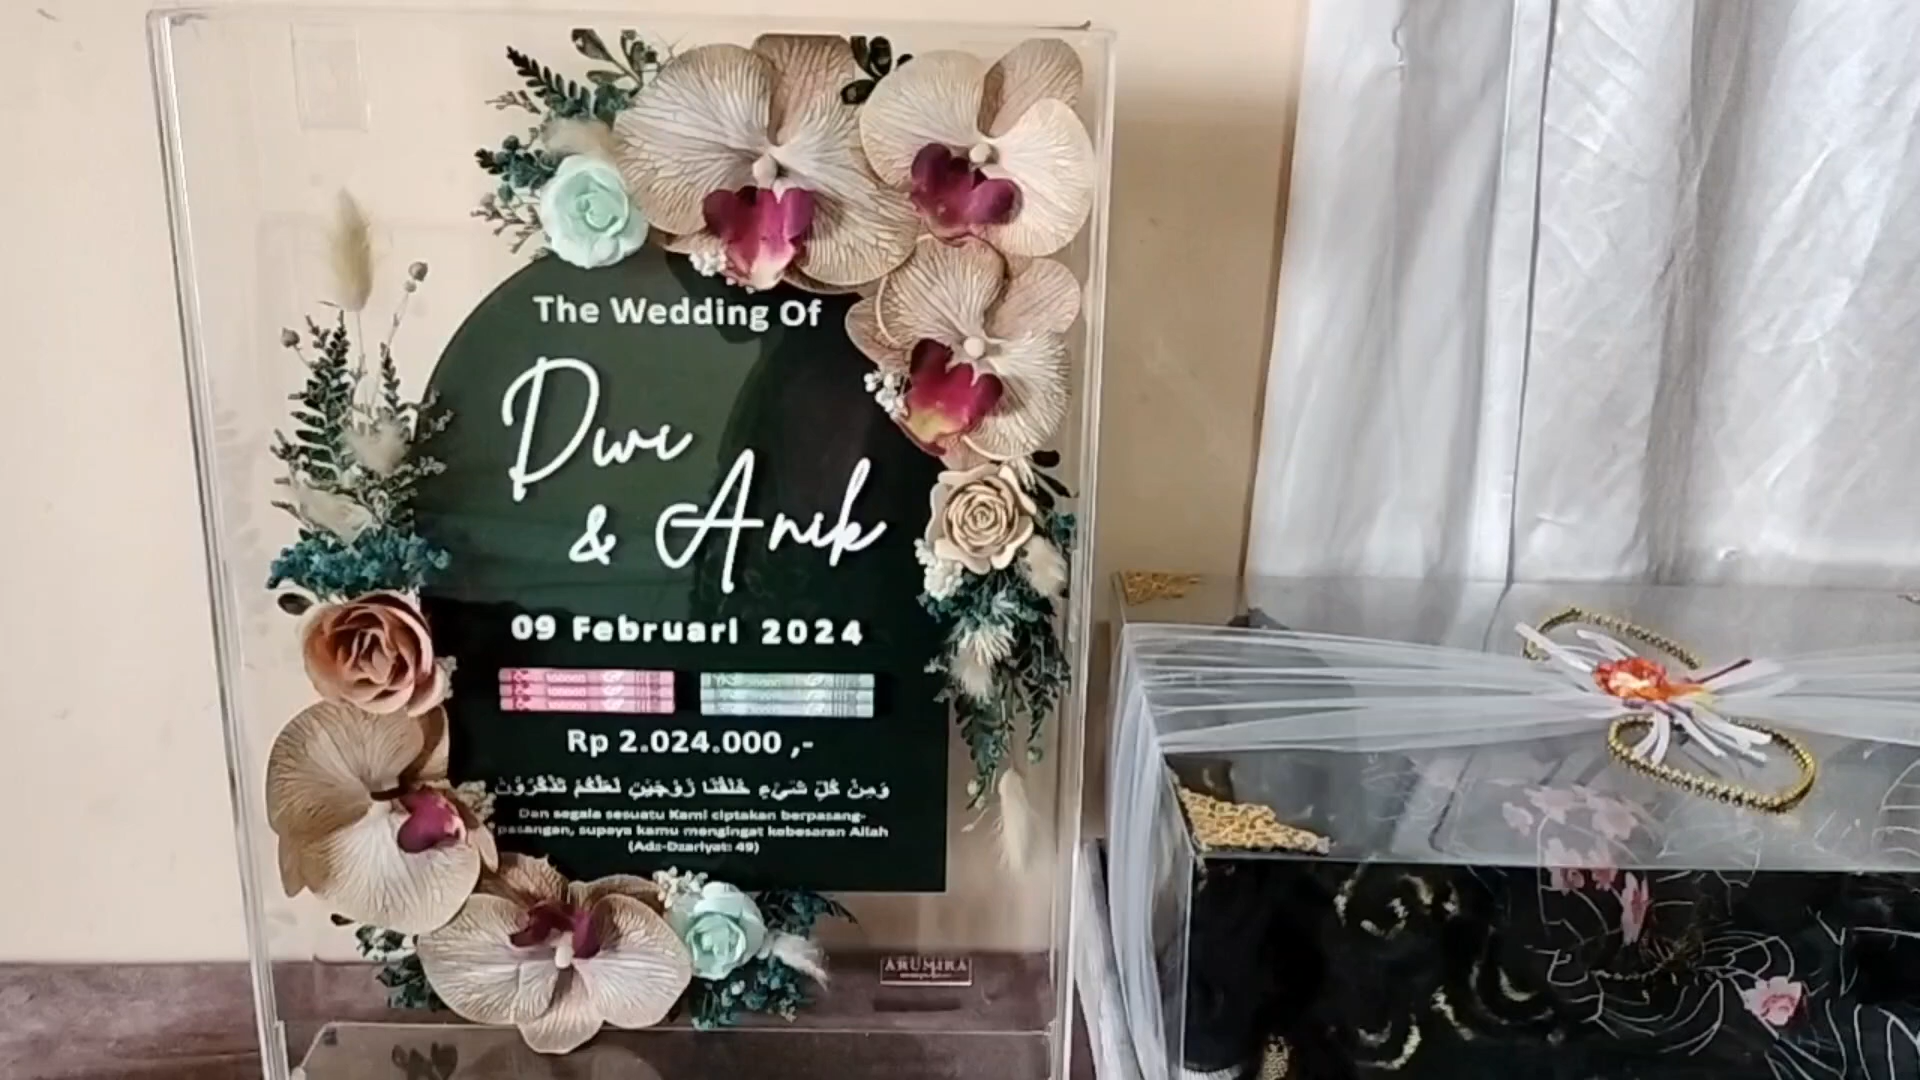 The Wedding Of
Dwi
& Anik
09 Februari 2024
100000
Rp 2.024.000 ,-
وَمِنْ كُلِّ شَيْءٍ خَلَقْنَا زَوْجَيْنِ لَعَلَّكُمْ تَذَكَّرُوْنَ
Dan segala sesuatu Kami ciptakan berpasang-
pasangan, supaya kamu mengingat kebesaran Allah
(Adz-Dzariyat: 49)
ARUMIRA